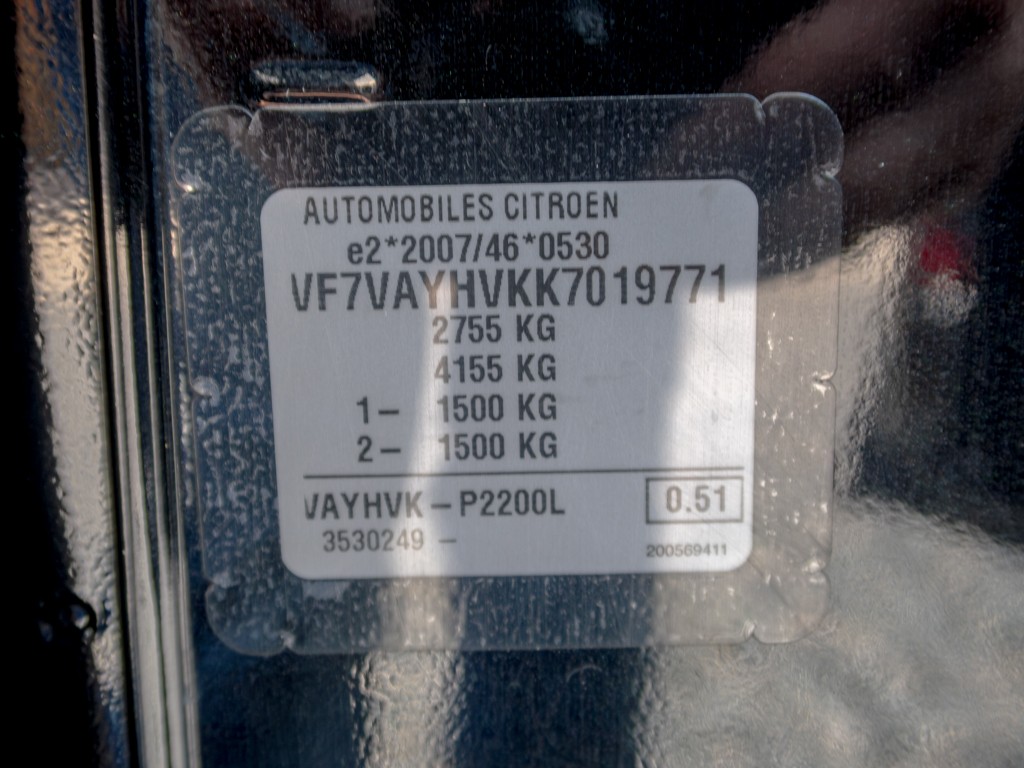 AUTOMOBILES CITROEN
e2*2007/46*0530
VF7VAYHVKK7019771
2755 KG
4155 KG
1- 1500 KG
2- 1500 KG
VAYHVK - P2200L 0.51
3530249 - 200569411